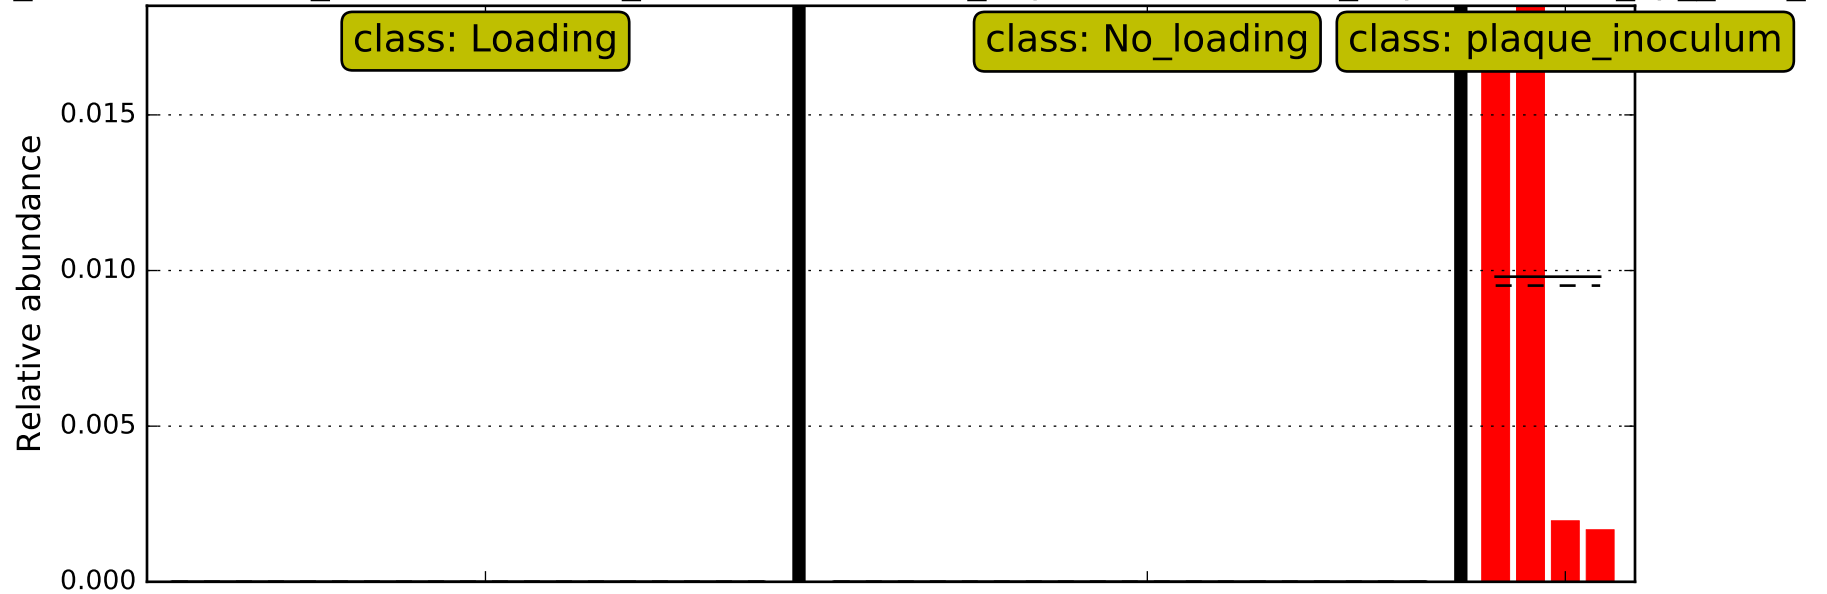 class: Loading
class: No_loading
class: plaque_inoculum
0.015
0.010
0.005
0.000
Relative abundance